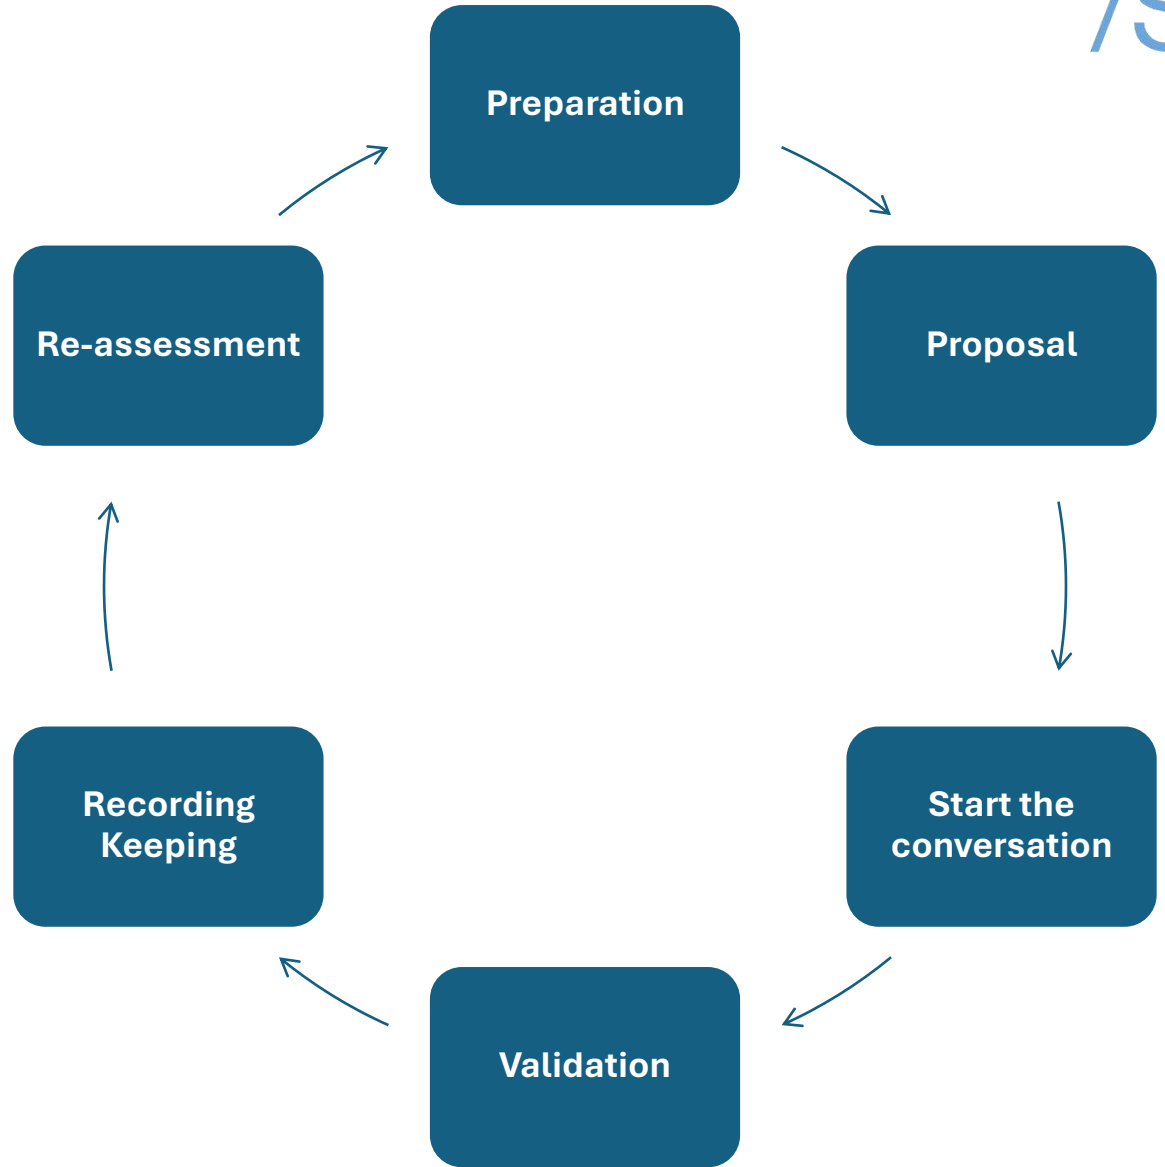 /S
Preparation
Proposal
Start the
conversation
Validation
Recording
Keeping
Re-assessment